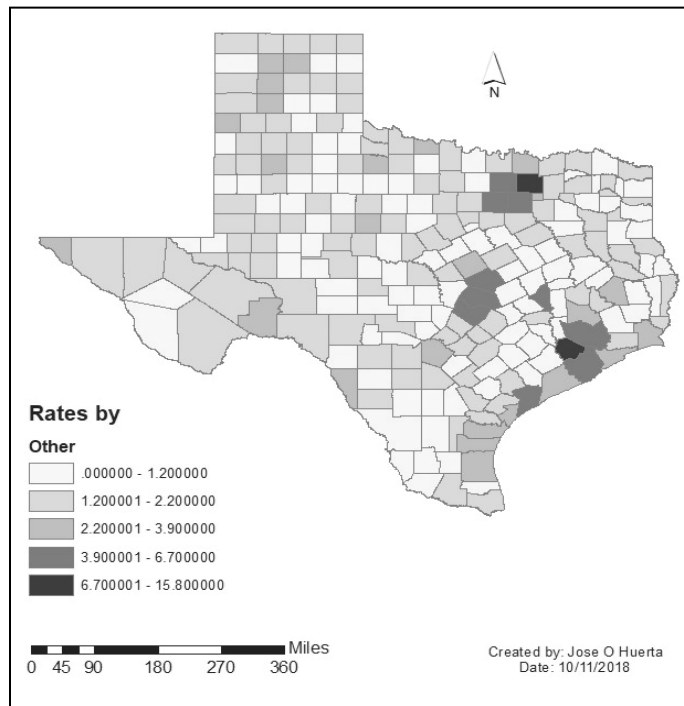 N
Rates by
Other
.000000 - 1.200000
1.200001 - 2.200000
2.200001 - 3.900000
3.900001 - 6.700000
6.700001 - 15.800000
Miles
0 45 90 180 270 360
Created by: Jose O Huerta
Date: 10/11/2018